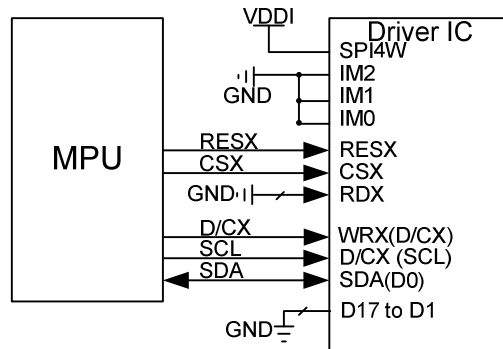 VDDI
Driver IC
SPI4W
IM2
GND
IM1
IM0
MPU
RESX
RESX
CSX
CSX
GND
RDX
D/CX
WRX(D/CX)
SCL
D/CX (SCL)
SDA
SDA(D0)
D17 to D1
GND